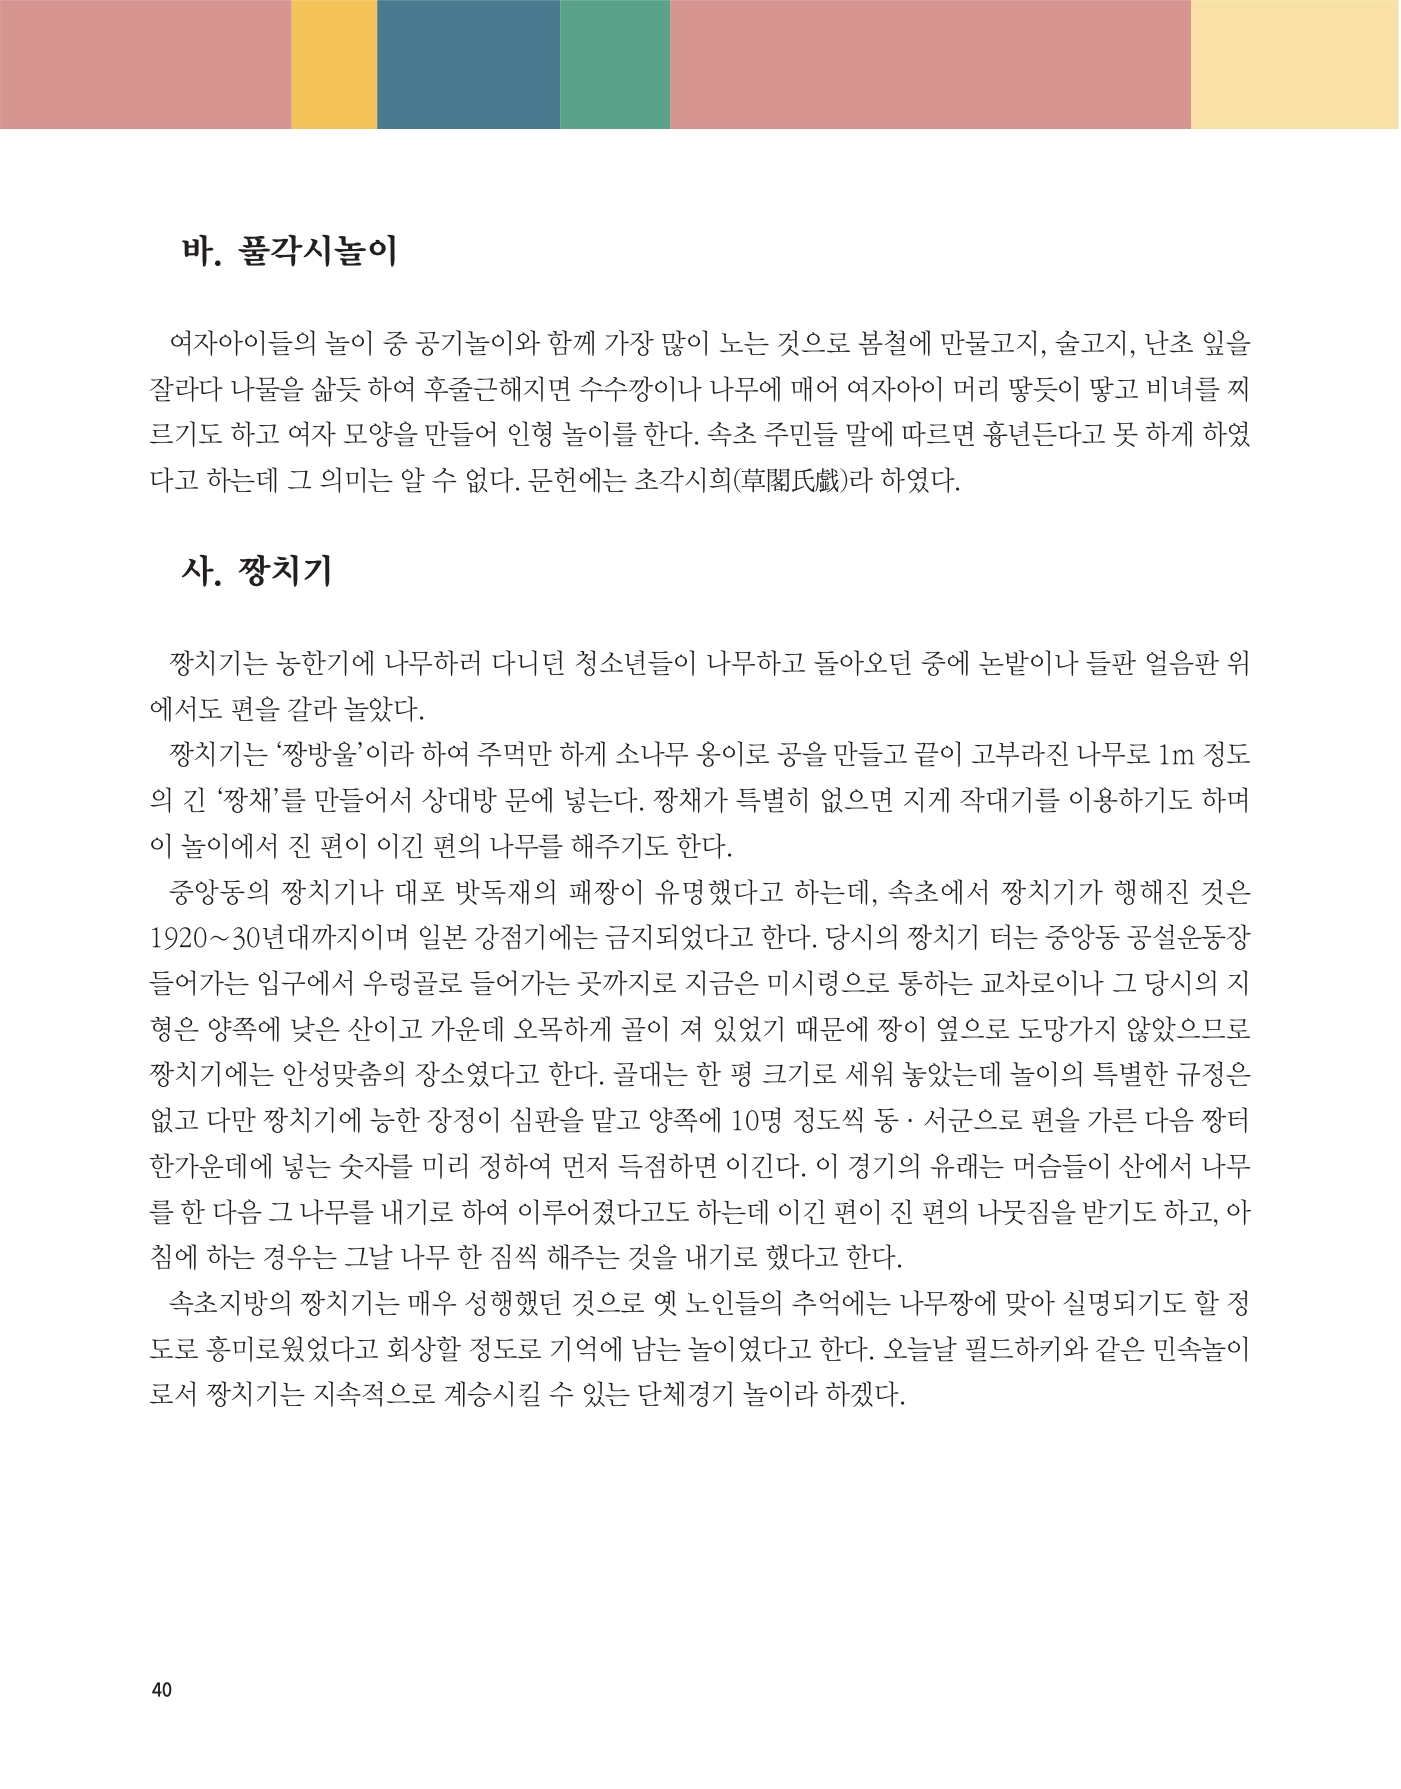 바. 풀각시놀이
여자아이들의 놀이 중 공기놀이와 함께 가장 많이 노는 것으로 봄철에 만물고지, 술고지, 난초 잎을
잘라다 나물을 삶듯 하여 후줄근해지면 수수깡이나 나무에 매어 여자아이 머리 땋듯이 땋고 비녀를 찌
르기도 하고 여자 모양을 만들어 인형 놀이를 한다. 속초 주민들 말에 따르면 흉년든다고 못 하게 하였
다고 하는데 그 의미는 알 수 없다. 문헌에는 초각시희(草閣氏戱)라 하였다.
사. 짱치기
짱치기는 농한기에 나무하러 다니던 청소년들이 나무하고 돌아오던 중에 논밭이나 들판 얼음판 위
에서도 편을 갈라 놀았다.
짱치기는 ‘짱방울’이라 하여 주먹만 하게 소나무 옹이로 공을 만들고 끝이 고부라진 나무로 1m 정도
의 긴 ‘짱채’를 만들어서 상대방 문에 넣는다. 짱채가 특별히 없으면 지게 작대기를 이용하기도 하며
이 놀이에서 진 편이 이긴 편의 나무를 해주기도 한다.
중앙동의 짱치기나 대포 밧독재의 패짱이 유명했다고 하는데, 속초에서 짱치기가 행해진 것은
1920~30년대까지이며 일본 강점기에는 금지되었다고 한다. 당시의 짱치기 터는 중앙동 공설운동장
들어가는 입구에서 우렁골로 들어가는 곳까지로 지금은 미시령으로 통하는 교차로이나 그 당시의 지
형은 양쪽에 낮은 산이고 가운데 오목하게 골이 져 있었기 때문에 짱이 옆으로 도망가지 않았으므로
짱치기에는 안성맞춤의 장소였다고 한다. 골대는 한 평 크기로 세워 놓았는데 놀이의 특별한 규정은
없고 다만 짱치기에 능한 장정이 심판을 맡고 양쪽에 10명 정도씩 동 · 서군으로 편을 가른 다음 짱터
한가운데에 넣는 숫자를 미리 정하여 먼저 득점하면 이긴다. 이 경기의 유래는 머슴들이 산에서 나무
를 한 다음 그 나무를 내기로 하여 이루어졌다고도 하는데 이긴 편이 진 편의 나뭇짐을 받기도 하고, 아
침에 하는 경우는 그날 나무 한 짐씩 해주는 것을 내기로 했다고 한다.
속초지방의 짱치기는 매우 성행했던 것으로 옛 노인들의 추억에는 나무짱에 맞아 실명되기도 할 정
도로 흥미로웠었다고 회상할 정도로 기억에 남는 놀이였다고 한다. 오늘날 필드하키와 같은 민속놀이
로서 짱치기는 지속적으로 계승시킬 수 있는 단체경기 놀이라 하겠다.
40